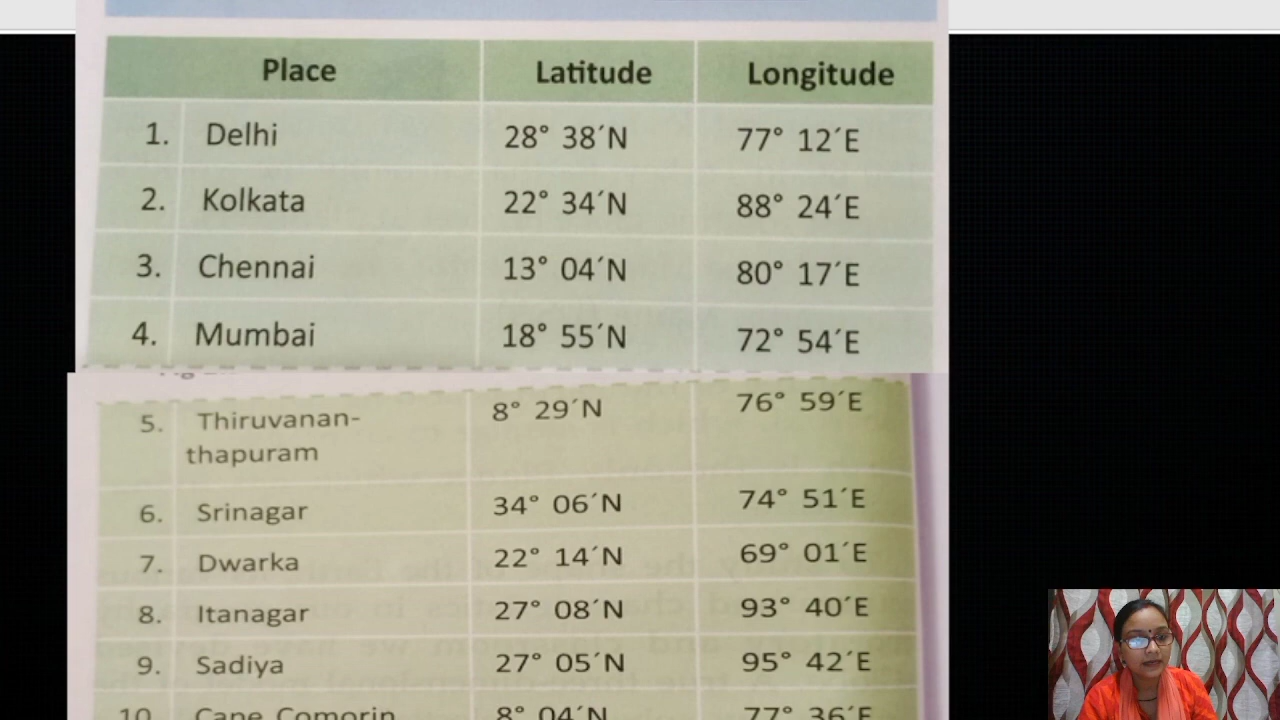 Place Latitude Longitude
1. Delhi 28° 38´N 77° 12´E
2. Kolkata 22° 34´N 88° 24´E
3. Chennai 13° 04´N 80° 17´E
4. Mumbai 18° 55´N 72° 54´E
5. Thiruvanan- 8° 29´N 76° 59´E
thapuram
6. Srinagar 34° 06´N 74° 51´E
7. Dwarka 22° 14´N 69° 01´E
8. Itanagar 27° 08´N 93° 40´E
9. Sadiya 27° 05´N 95° 42´E
10. Cape Comorin 8° 04´N 77° 36´E